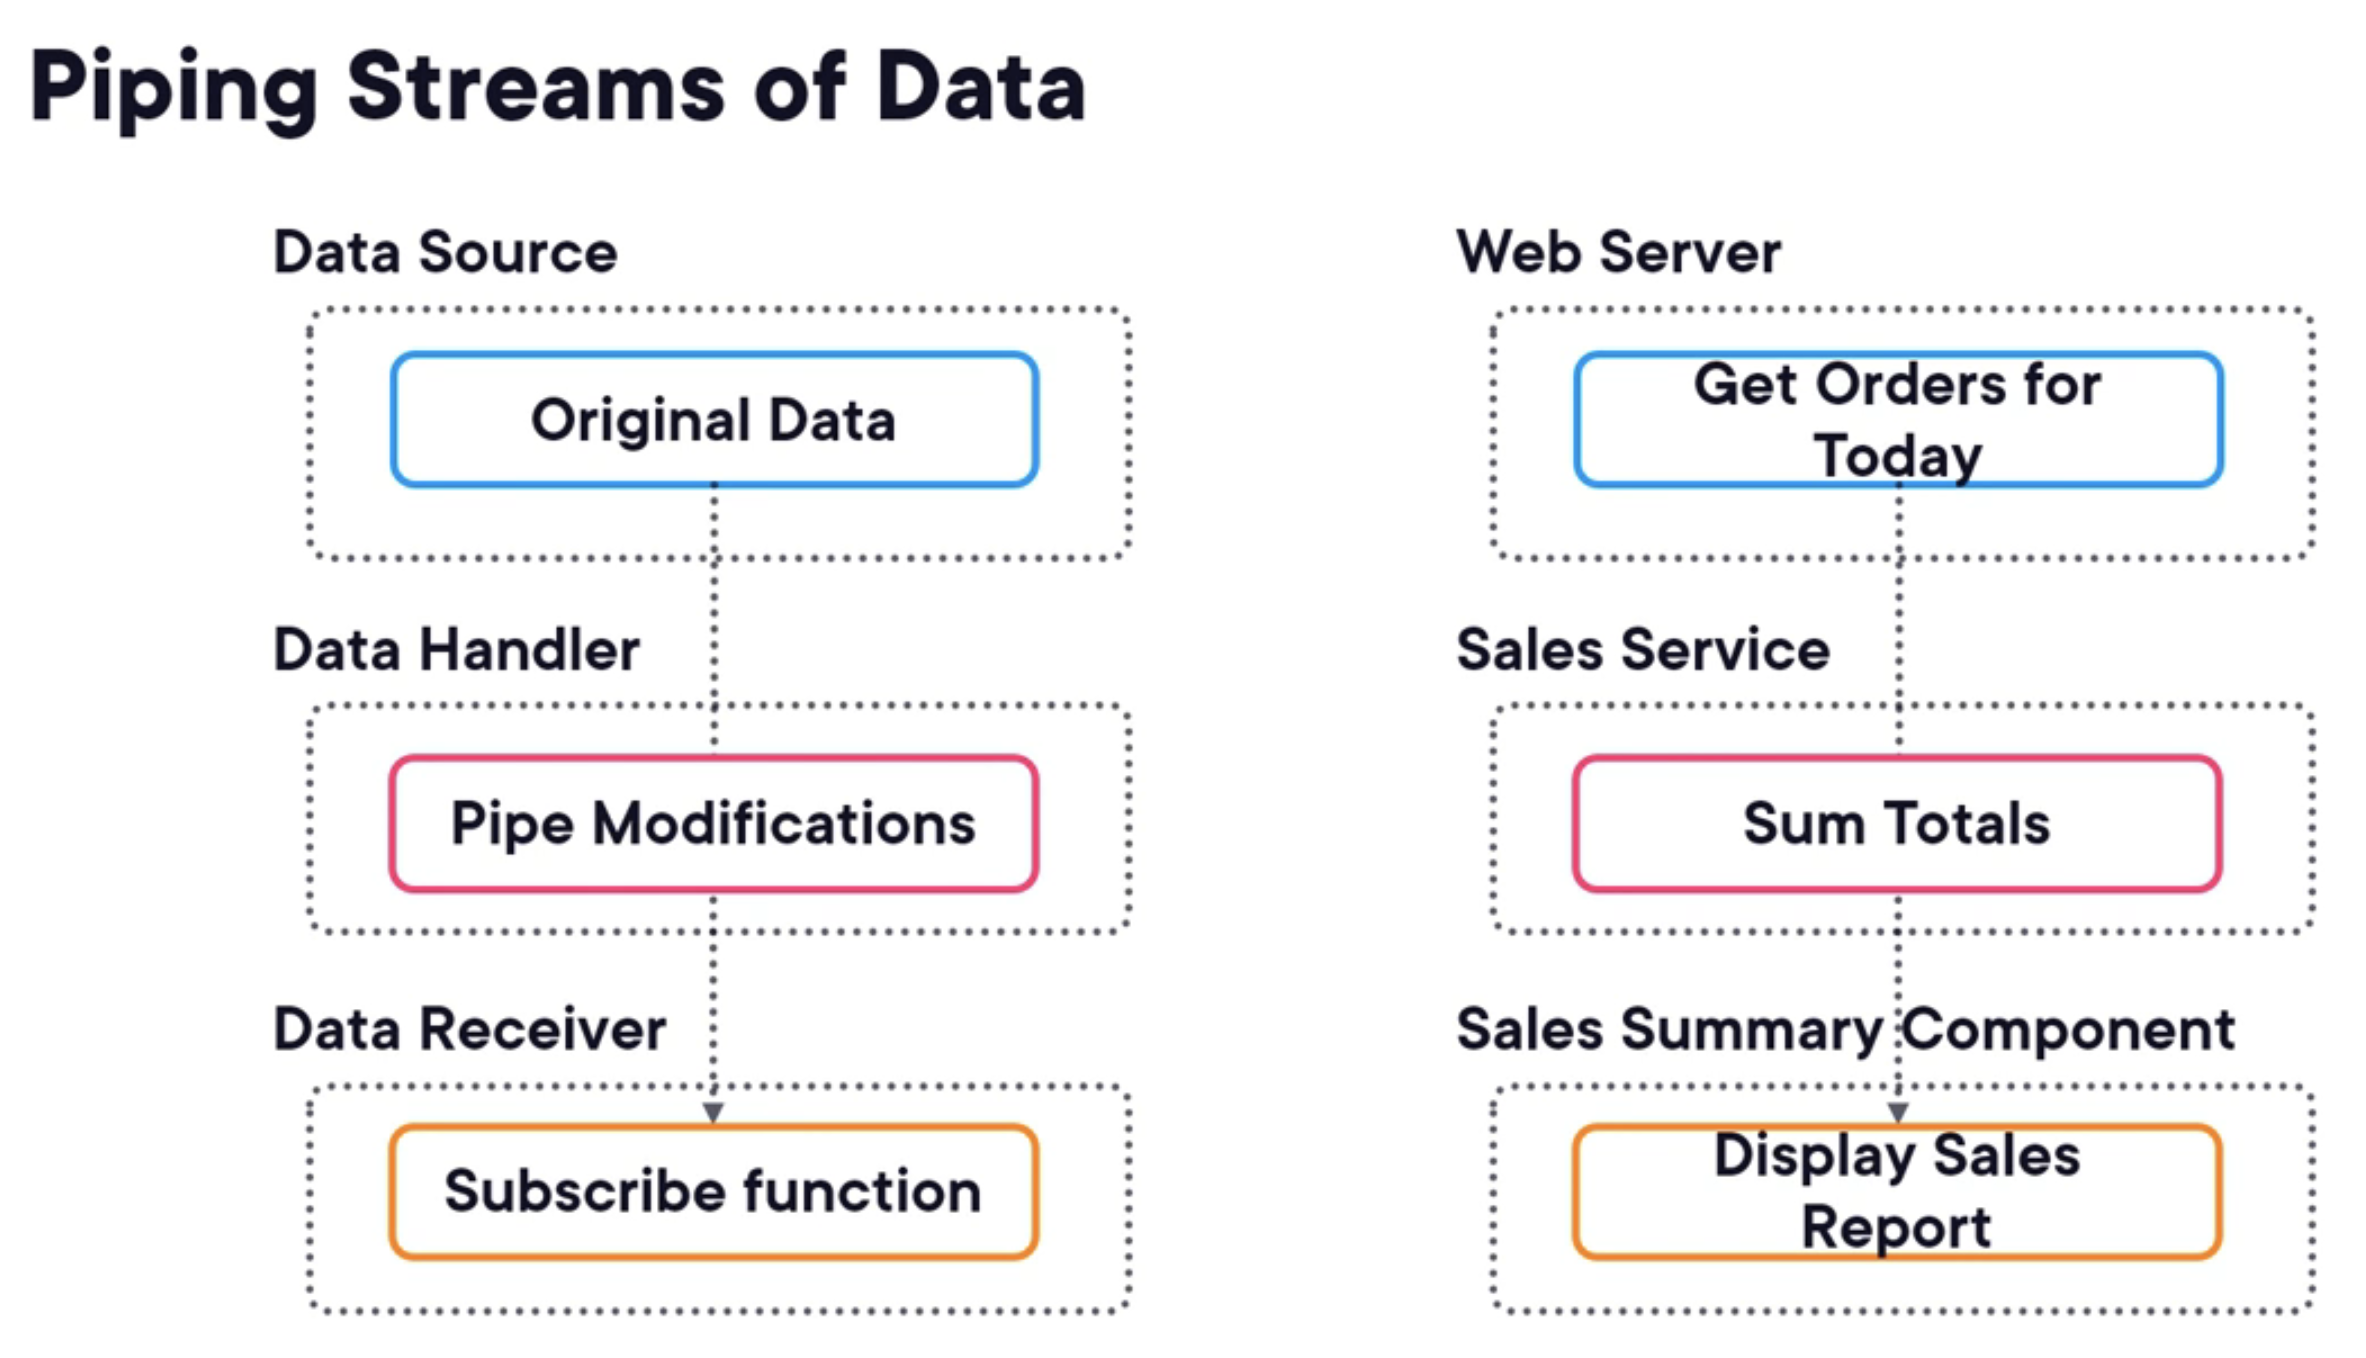 Piping Streams of Data
Data Source
Original Data
Data Handler
Pipe Modifications
Data Receiver
Subscribe function
Web Server
Get Orders for
Today
Sales Service
Sum Totals
Sales Summary Component
Display Sales
Report